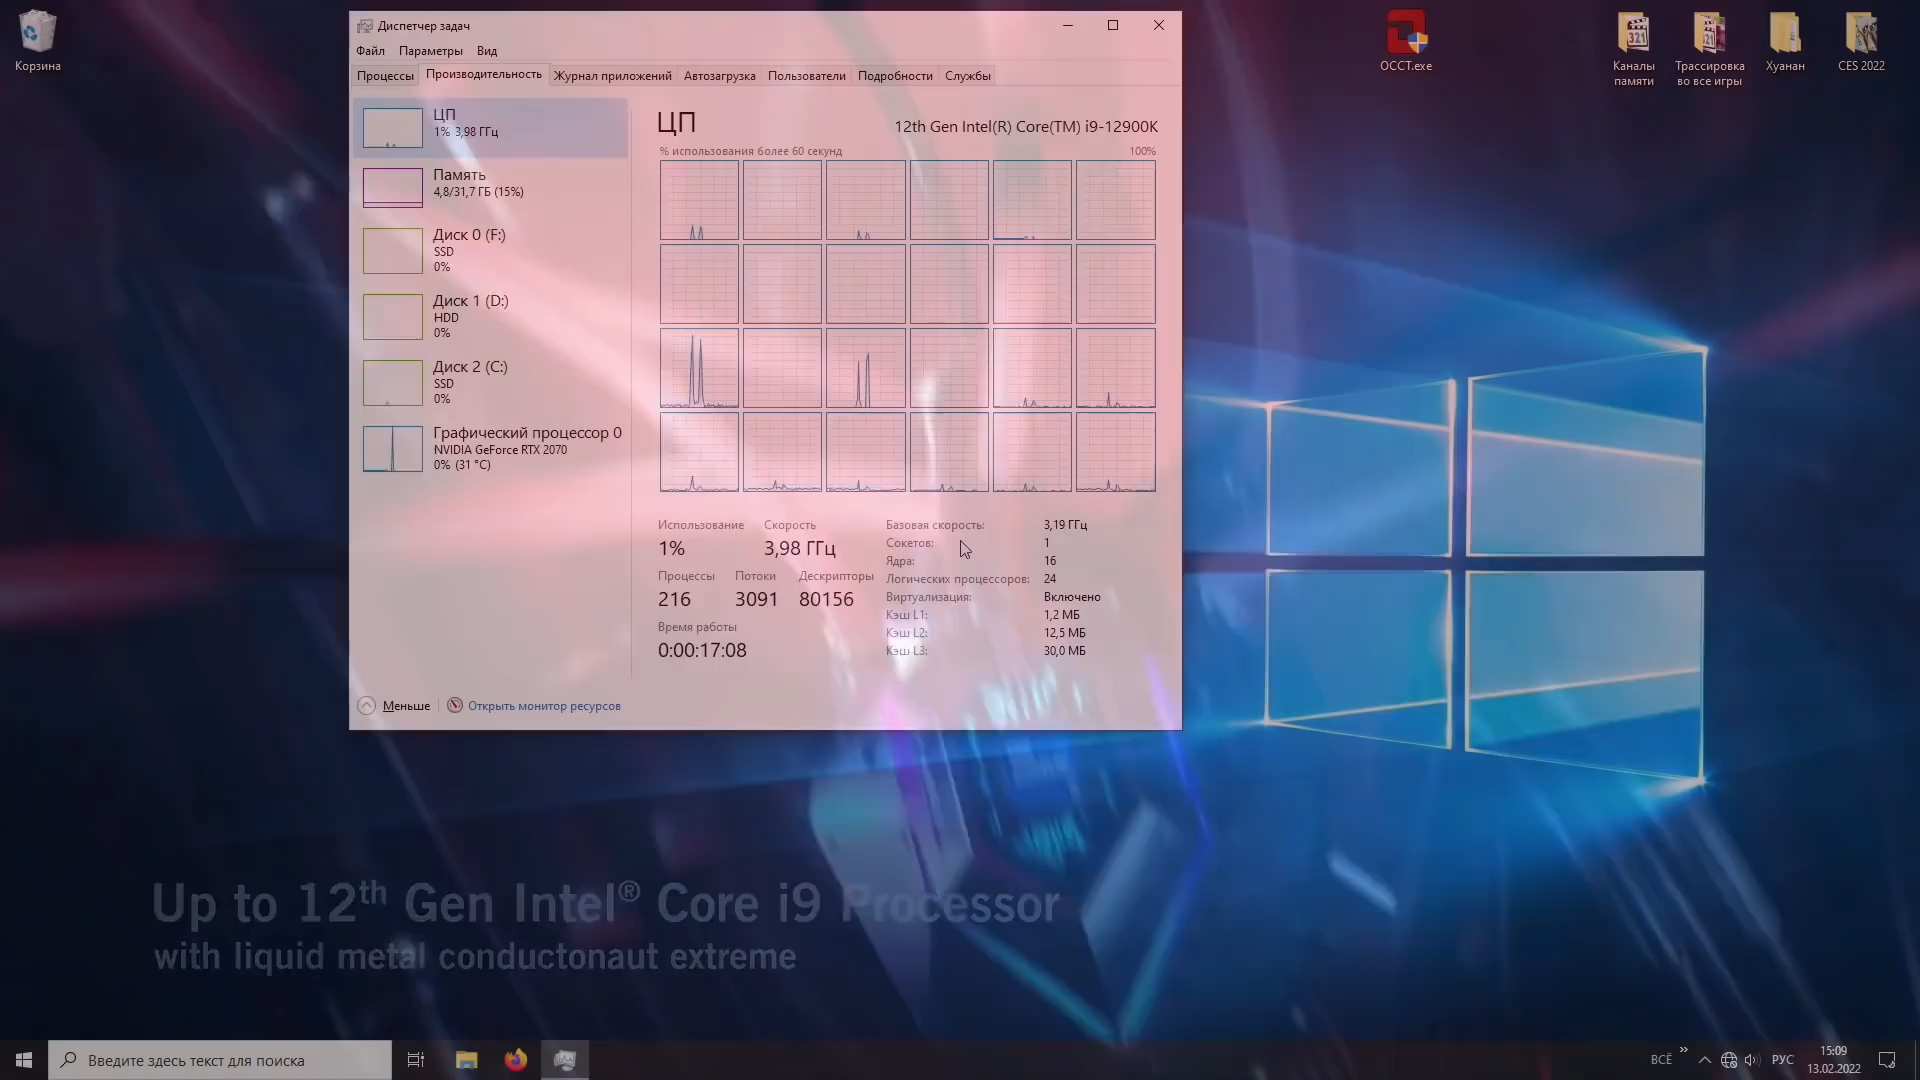 Корзина
Диспетчер задач
Файл Параметры Вид
Процессы Производительность Журнал приложений Автозагрузка Пользователи Подробности Службы
ЦП
1% 3,98 ГГц
Память
4,8/31,7 ГБ (15%)
Диск 0 (F:)
SSD
0%
Диск 1 (D:)
HDD
0%
Диск 2 (C:)
SSD
0%
Графический процессор 0
NVIDIA GeForce RTX 2070
0% (31 °C)
ЦП 12th Gen Intel(R) Core(TM) i9-12900K
% использования более 60 секунд 100%
Использование Скорость
1% 3,98 ГГц
Процессы Потоки Дескрипторы
216 3091 80156
Время работы
0:00:17:08
Базовая скорость: 3,19 ГГц
Сокетов: 1
Ядра: 16
Логических процессоров: 24
Виртуализация: Включено
Кэш L1: 1,2 МБ
Кэш L2: 12,5 МБ
Кэш L3: 30,0 МБ
Меньше Открыть монитор ресурсов
OCCT.exe
Каналы
памяти
Трассировка
во все игры
Хуанан
CES 2022
Up to 12th Gen Intel® Core i9 Processor
with liquid metal conductonaut extreme
Введите здесь текст для поиска
ВСЁ » РУС
15:09
13.02.2022